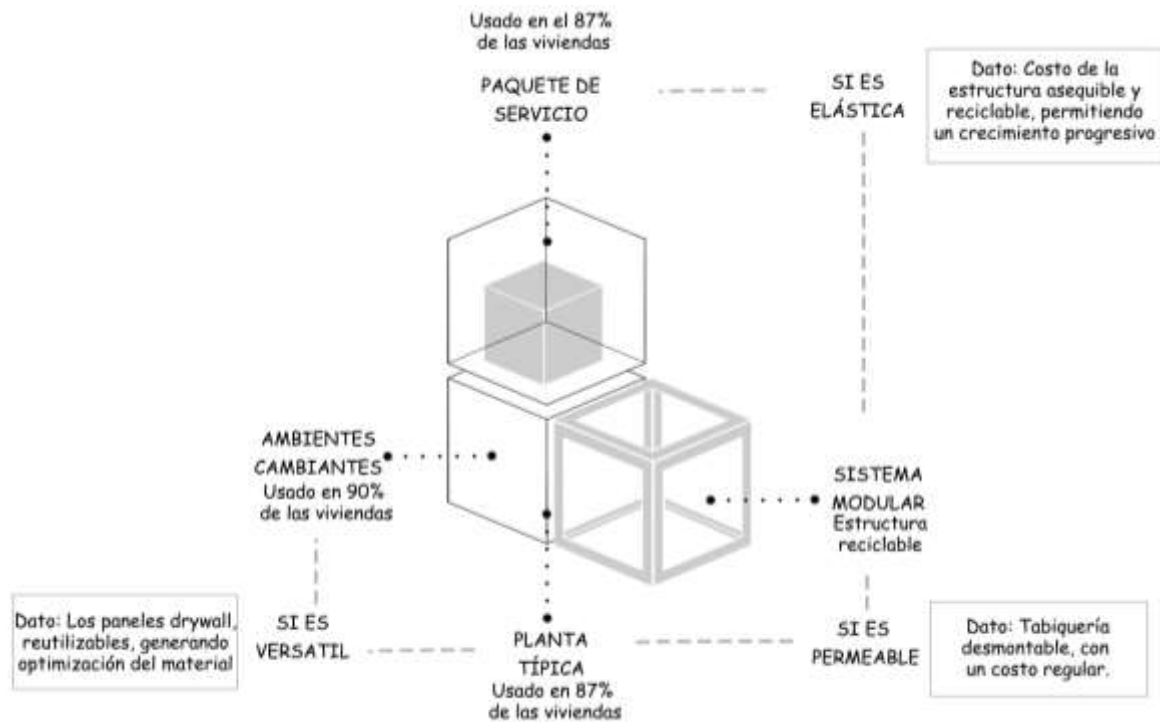 Usado en el 87%
de las viviendas
PAQUETE DE
SERVICIO
SI ES
ELÁSTICA
Dato: Costo de la
estructura asequible y
reciclable, permitiendo
un crecimiento progresivo
AMBIENTES
CAMBIANTES
Usado en 90%
de las viviendas
SISTEMA
MODULAR
Estructura
reciclable
Dato: Los paneles drywall,
reutilizables, generando
optimización del material
SI ES
VERSATIL
PLANTA
TÍPICA
Usado en 87%
de las viviendas
SI ES
PERMEABLE
Dato: Tabiquería
desmontable, con
un costo regular.